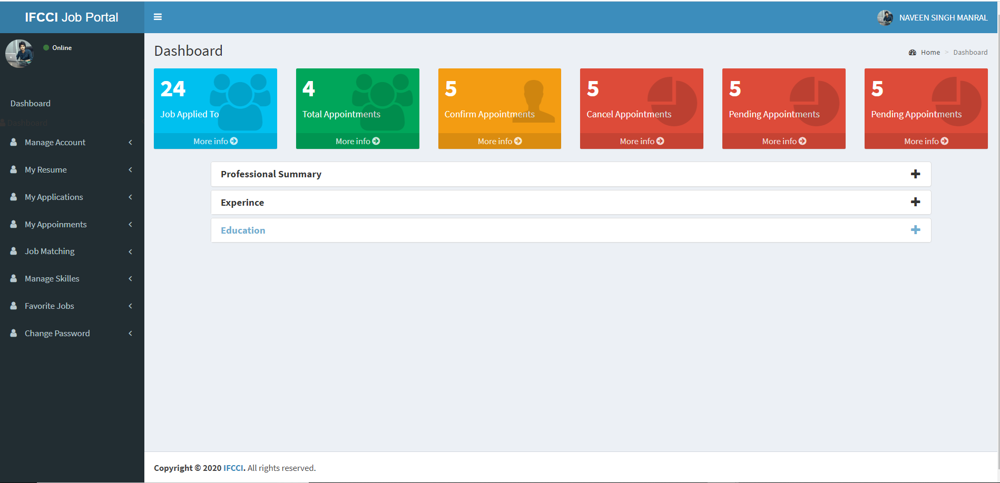 IFCCI Job Portal
NAVEEN SINGH MANRAL
Online
Dashboard
Dashboard
Manage Account
My Resume
My Applications
My Appoinments
Job Matching
Manage Skilles
Favorite Jobs
Change Password
Dashboard
Home > Dashboard
24
Job Applied To
More info
4
Total Appointments
More info
5
Confirm Appointments
More info
5
Cancel Appointments
More info
5
Pending Appointments
More info
5
Pending Appointments
More info
Professional Summary
Experince
Education
Copyright © 2020 IFCCI. All rights reserved.